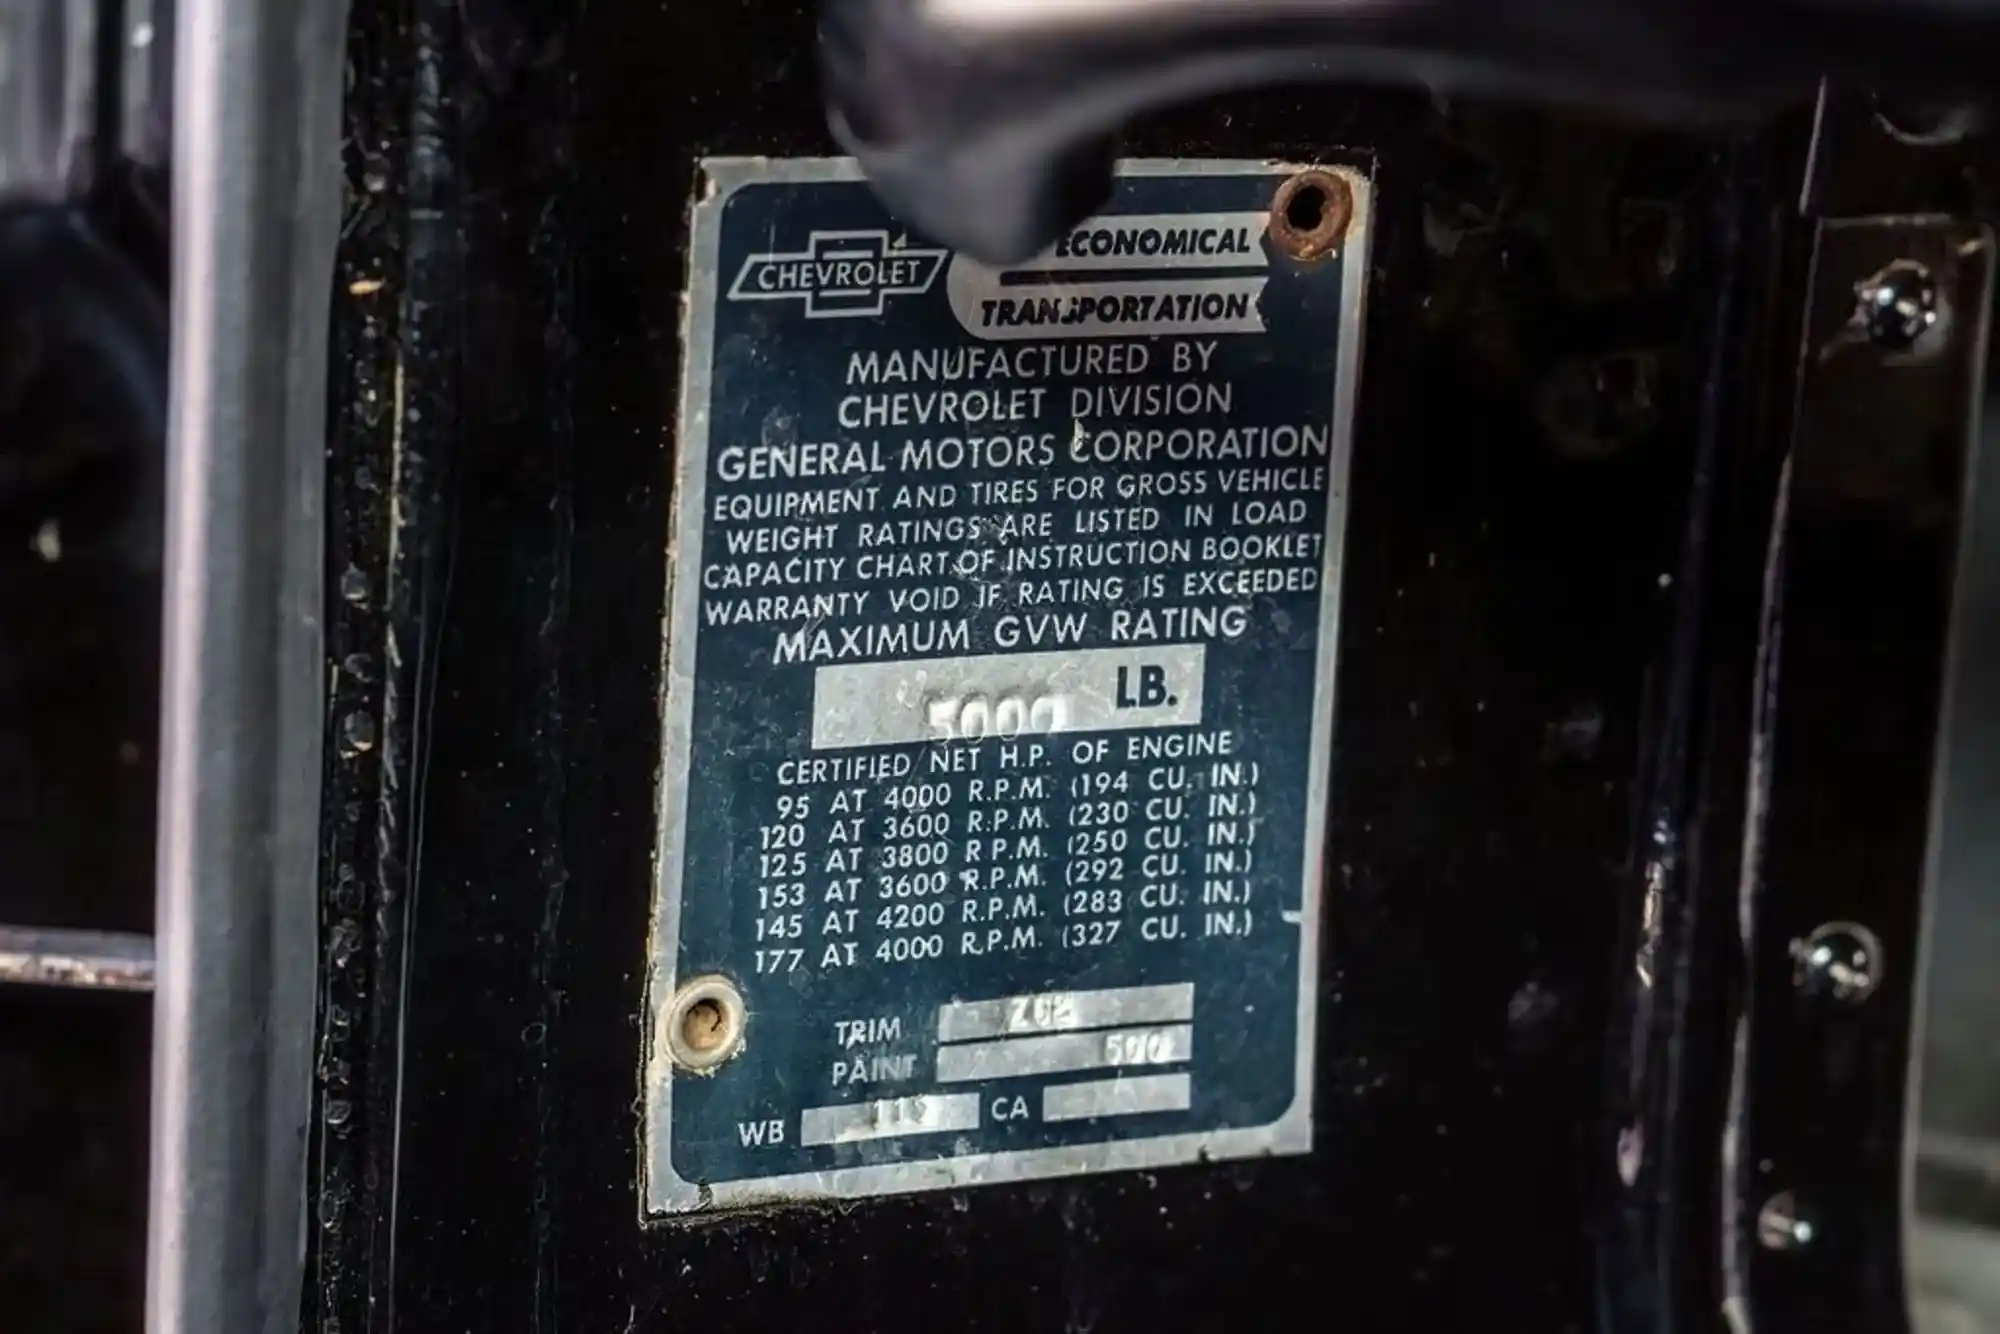 CHEVROLET
ECONOMICAL
TRANSPORTATION
MANUFACTURED BY
CHEVROLET DIVISION
GENERAL MOTORS CORPORATION
EQUIPMENT AND TIRES FOR GROSS VEHICLE
WEIGHT RATINGS ARE LISTED IN LOAD
CAPACITY CHART OF INSTRUCTION BOOKLET
WARRANTY VOID IF RATING IS EXCEEDED
MAXIMUM GVW RATING
5000 LB.
CERTIFIED NET H.P. OF ENGINE
95 AT 4000 R.P.M. (194 CU. IN.)
120 AT 3600 R.P.M. (230 CU. IN.)
125 AT 3800 R.P.M. (250 CU. IN.)
153 AT 3600 R.P.M. (292 CU. IN.)
145 AT 4200 R.P.M. (283 CU. IN.)
177 AT 4000 R.P.M. (327 CU. IN.)
TRIM
PAINT 500
WB CA